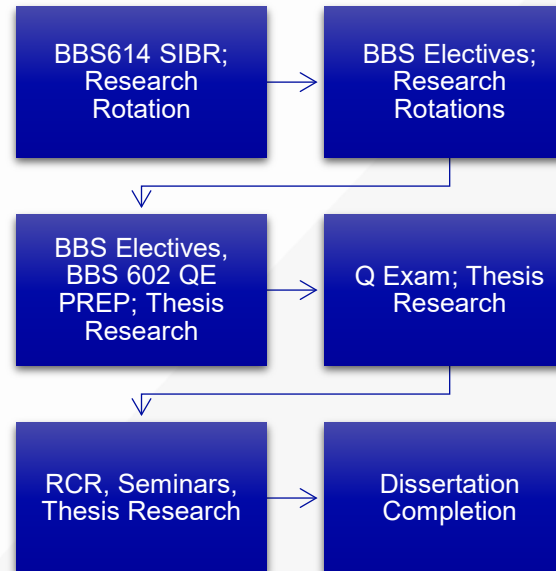 BBS614 SIBR;
Research
Rotation
BBS Electives;
Research
Rotations
BBS Electives,
BBS 602 QE
PREP; Thesis
Research
Q Exam; Thesis
Research
RCR, Seminars,
Thesis Research
Dissertation
Completion